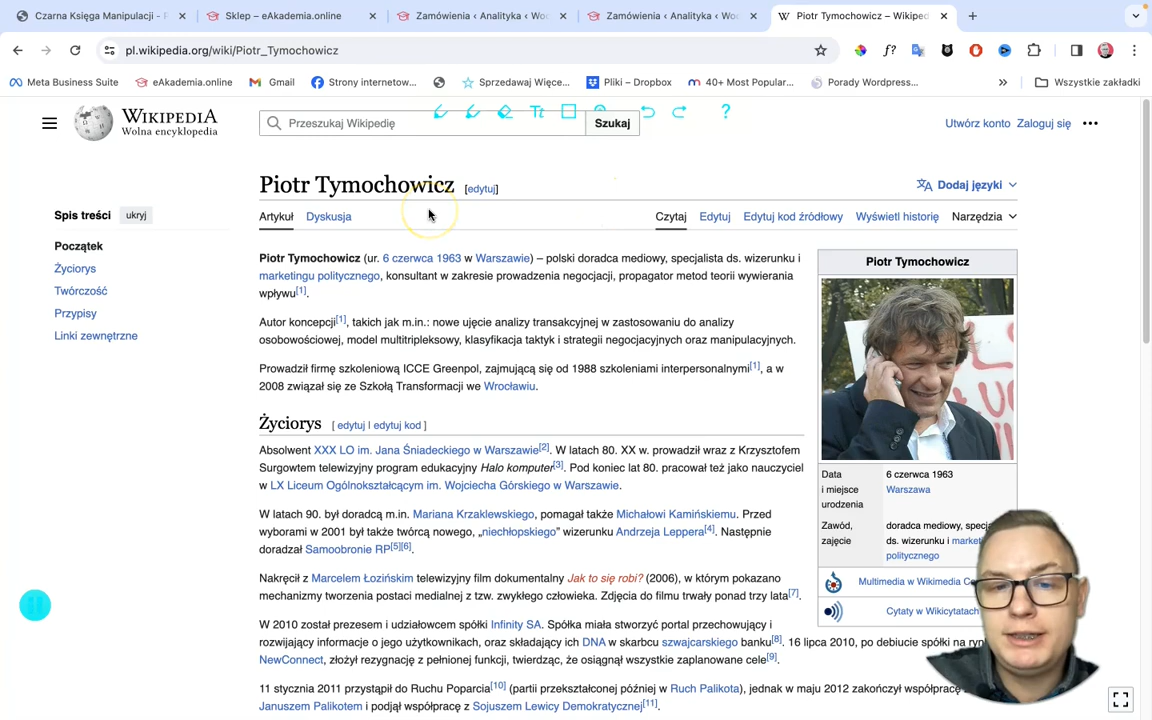 Czarna Księga Manipulacji - P
Sklep – eAkademia.online
Zamówienia ‹ Analityka ‹ Woo
Zamówienia ‹ Analityka ‹ Woo
Piotr Tymochowicz – Wikiped
pl.wikipedia.org/wiki/Piotr_Tymochowicz
Meta Business Suite
eAkademia.online
Gmail
Strony internetow...
Sprzedawaj Więce...
Pliki – Dropbox
40+ Most Popular...
Porady Wordpress...
Wszystkie zakładki
WIKIPEDIA
Wolna encyklopedia
Przeszukaj Wikipedię
Szukaj
Tt
?
Utwórz konto Zaloguj się
Piotr Tymochowicz [edytuj]
Dodaj języki
Artykuł Dyskusja
Czytaj Edytuj Edytuj kod źródłowy Wyświetl historię Narzędzia
Spis treści ukryj
Początek
Życiorys
Twórczość
Przypisy
Linki zewnętrzne
Piotr Tymochowicz (ur. 6 czerwca 1963 w Warszawie) – polski doradca mediowy, specjalista ds. wizerunku i
marketingu politycznego, konsultant w zakresie prowadzenia negocjacji, propagator metod teorii wywierania
wpływu[1].
Autor koncepcji[1], takich jak m.in.: nowe ujęcie analizy transakcyjnej w zastosowaniu do analizy
osobowościowej, model multitripleksowy, klasyfikacja taktyk i strategii negocjacyjnych oraz manipulacyjnych.
Prowadził firmę szkoleniową ICCE Greenpol, zajmującą się od 1988 szkoleniami interpersonalnymi[1], a w
2008 związał się ze Szkołą Transformacji we Wrocławiu.
Życiorys [ edytuj | edytuj kod ]
Absolwent XXX LO im. Jana Śniadeckiego w Warszawie[2]. W latach 80. XX w. prowadził wraz z Krzysztofem
Surgowtem telewizyjny program edukacyjny Halo komputer[3]. Pod koniec lat 80. pracował też jako nauczyciel
w LX Liceum Ogólnokształcącym im. Wojciecha Górskiego w Warszawie.
W latach 90. był doradcą m.in. Mariana Krzaklewskiego, pomagał także Michałowi Kamińskiemu. Przed
wyborami w 2001 był także twórcą nowego, „niechłopskiego” wizerunku Andrzeja Leppera[4]. Następnie
doradzał Samoobronie RP[5][6].
Nakręcił z Marcelem Łozińskim telewizyjny film dokumentalny Jak to się robi? (2006), w którym pokazano
mechanizmy tworzenia postaci medialnej z tzw. zwykłego człowieka. Zdjęcia do filmu trwały ponad trzy lata[7].
W 2010 został prezesem i udziałowcem spółki Infinity SA. Spółka miała stworzyć portal przechowujący i
rozwijający informacje o jego użytkownikach, oraz składających ich DNA w skarbcu szwajcarskiego banku[8]. 16 lipca 2010, po debiucie spółki na ryn
NewConnect, złożył rezygnację z pełnionej funkcji, twierdząc, że osiągnął wszystkie zaplanowane cele[9].
11 stycznia 2011 przystąpił do Ruchu Poparcia[10] (partii przekształconej później w Ruch Palikota), jednak w maju 2012 zakończył współpracę z
Januszem Palikotem i podjął współpracę z Sojuszem Lewicy Demokratycznej[11].
Piotr Tymochowicz
Data
i miejsce
urodzenia
6 czerwca 1963
Warszawa
Zawód,
zajęcie
doradca mediowy, specja
ds. wizerunku i market
politycznego
Multimedia w Wikimedia Co
Cytaty w Wikicytatach